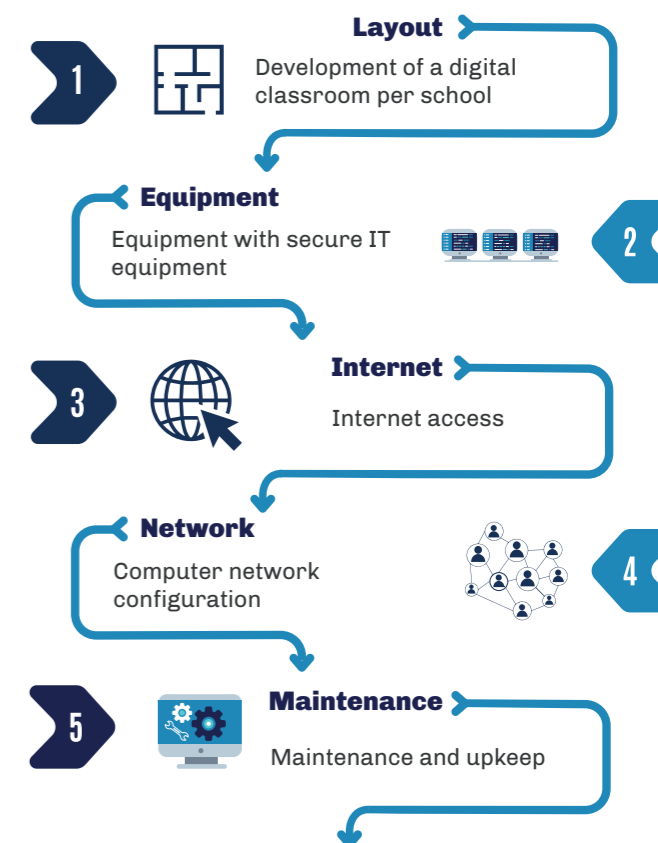 Layout
1
Development of a digital
classroom per school
Equipment
Equipment with secure IT
equipment
2
Internet
3
Internet access
Network
Computer network
configuration
4
Maintenance
5
Maintenance and upkeep